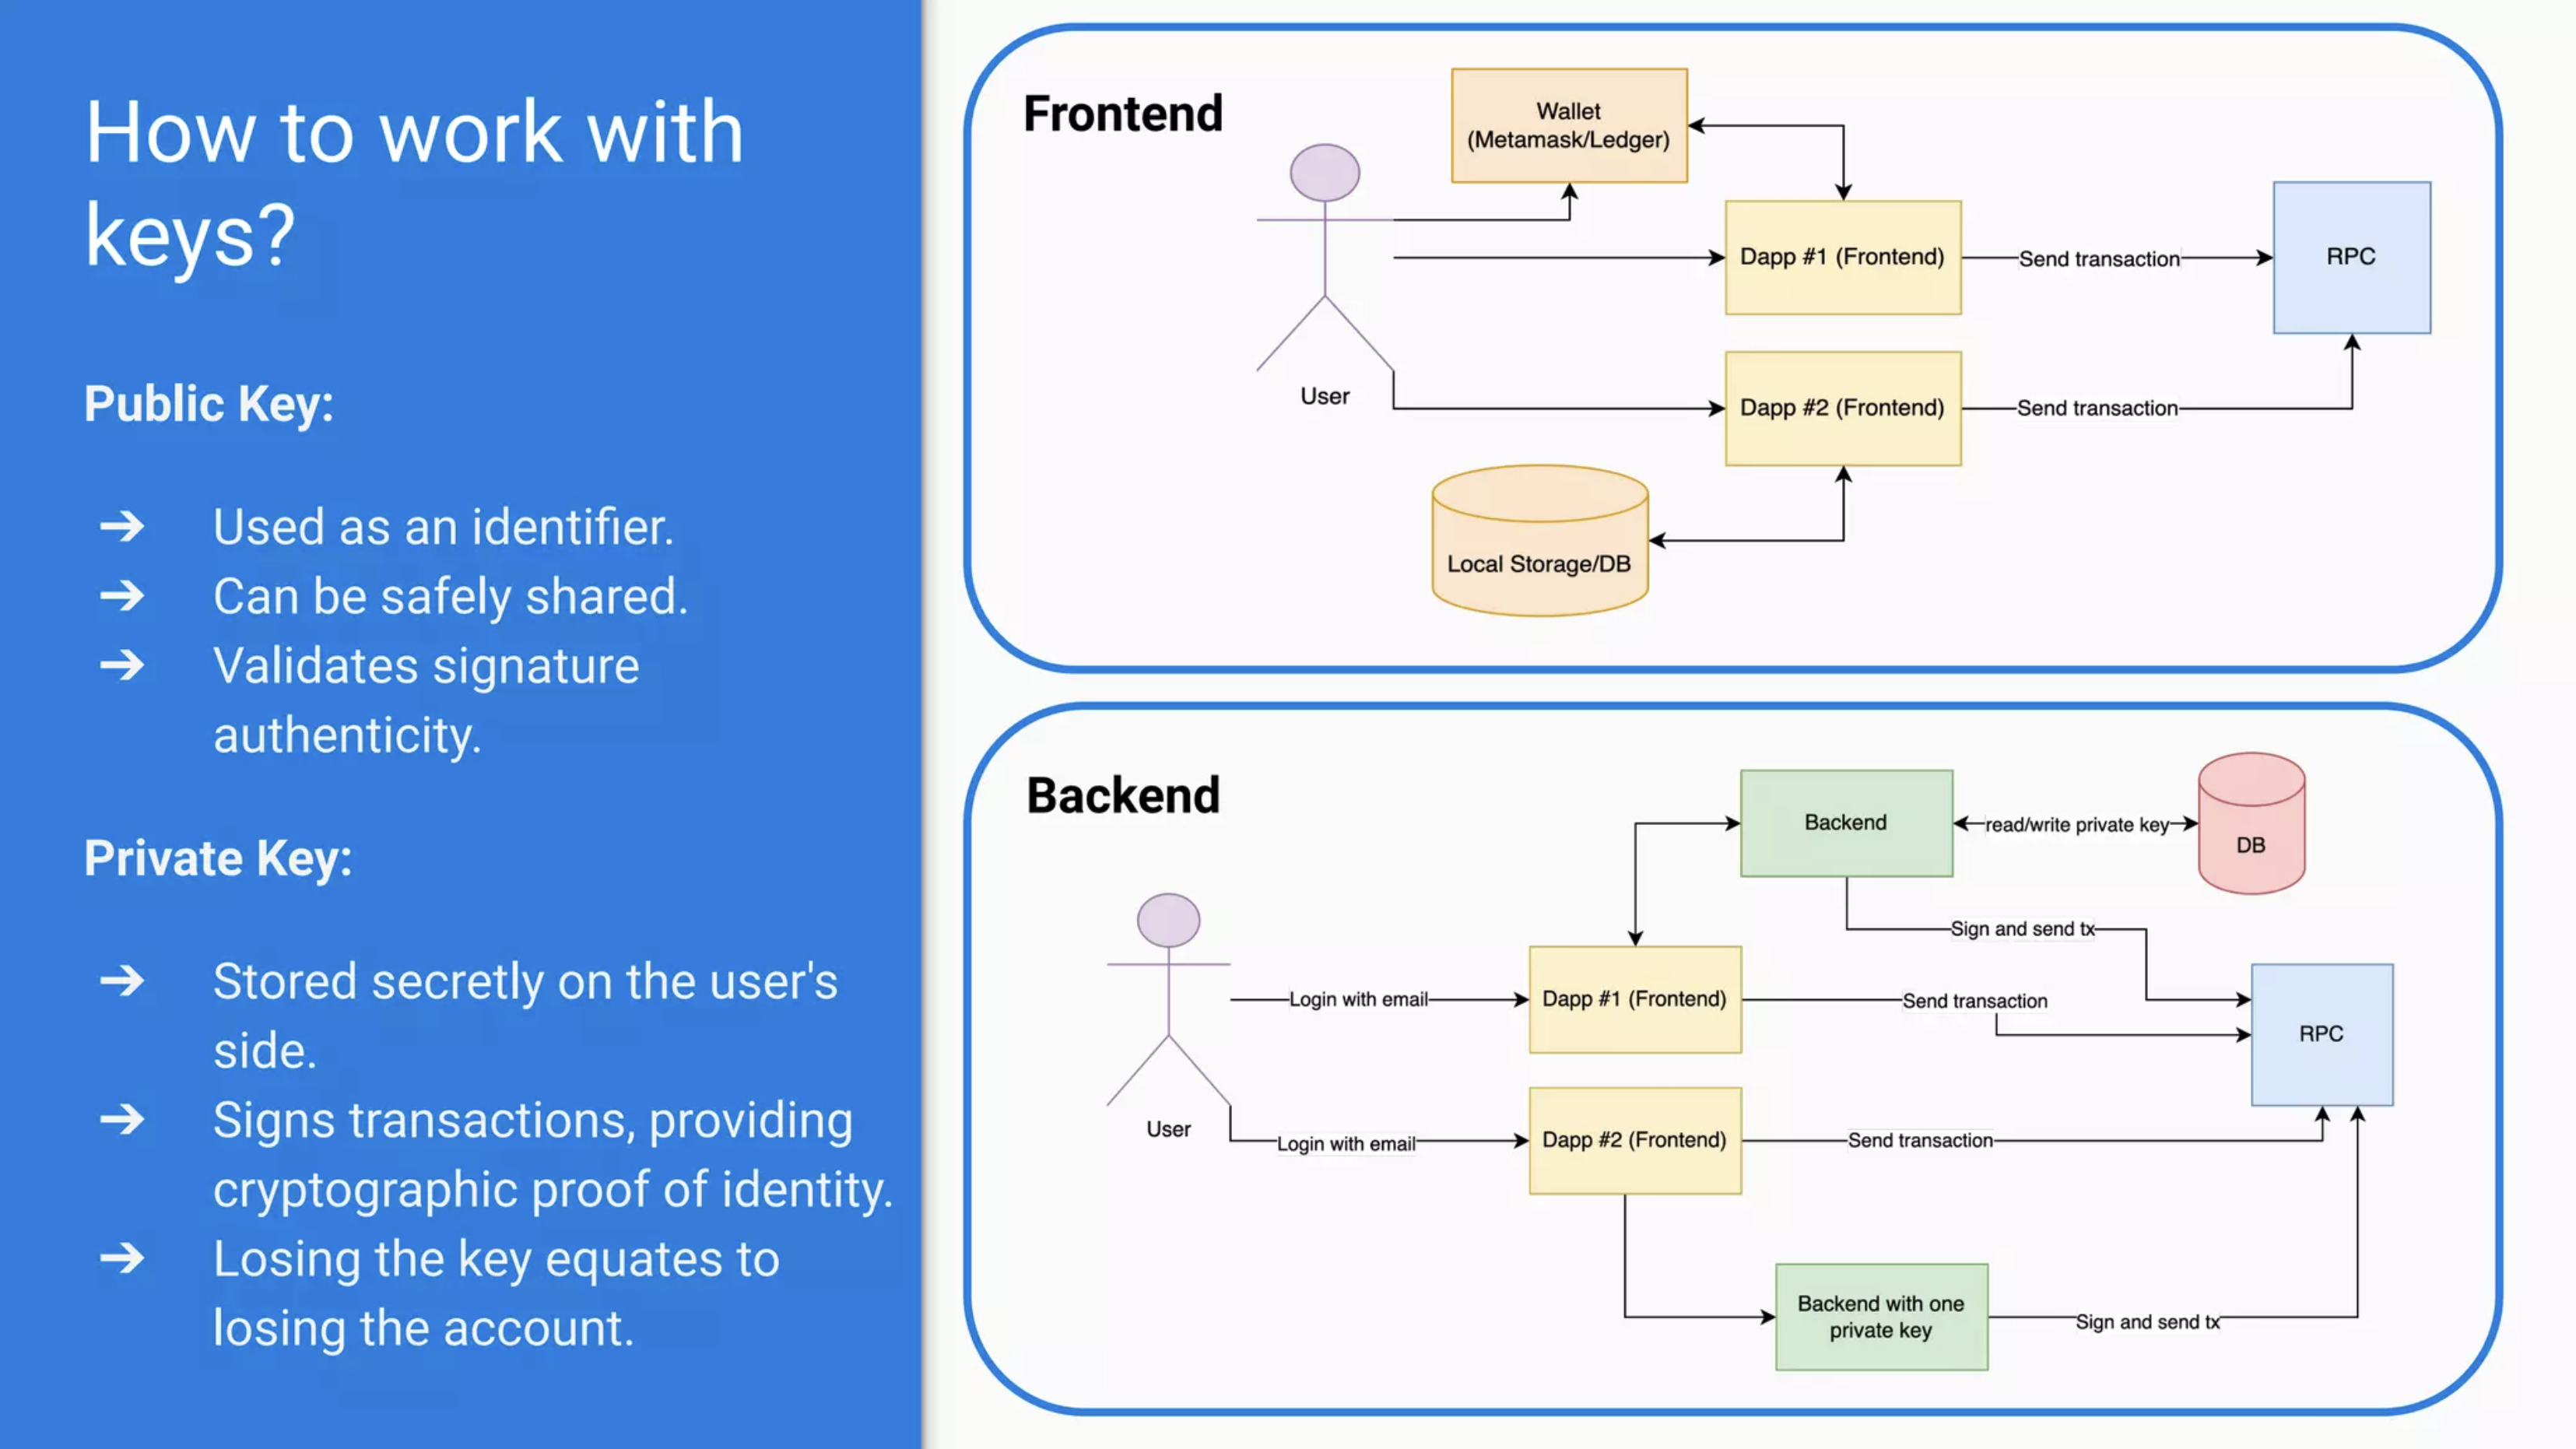 How to work with
keys?
Public Key:
➔ Used as an identifier.
➔ Can be safely shared.
➔ Validates signature
authenticity.
Private Key:
➔ Stored secretly on the user's
side.
➔ Signs transactions, providing
cryptographic proof of identity.
➔ Losing the key equates to
losing the account.
Frontend
Wallet
(Metamask/Ledger)
User
Dapp #1 (Frontend)
Send transaction
RPC
Dapp #2 (Frontend)
Send transaction
Local Storage/DB
Backend
Backend
read/write private key
DB
Sign and send tx
User
Login with email
Dapp #1 (Frontend)
Send transaction
RPC
Login with email
Dapp #2 (Frontend)
Send transaction
Backend with one
private key
Sign and send tx